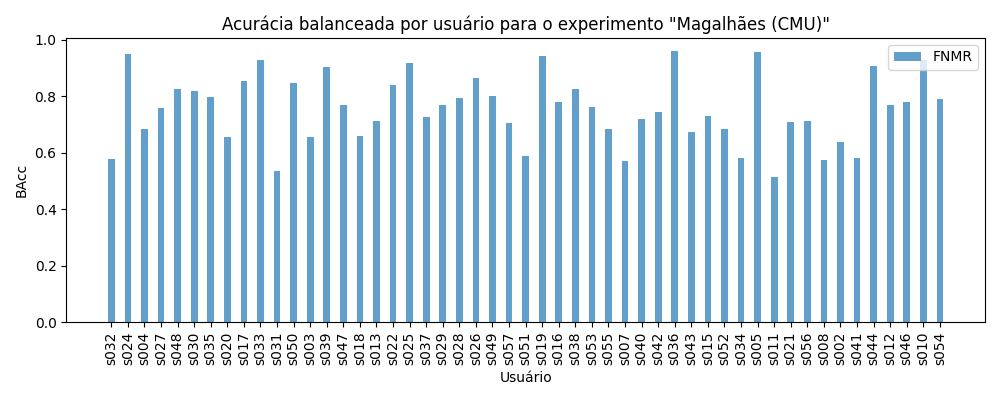 Acurácia balanceada por usuário para o experimento "Magalhães (CMU)"
FNMR
BAcc
1.0
0.8
0.6
0.4
0.2
0.0
s032 s024 s004 s027 s048 s030 s035 s020 s017 s033 s031 s050 s003 s039 s047 s018 s013 s022 s025 s037 s029 s028 s026 s049 s057 s051 s019 s016 s038 s053 s055 s007 s040 s042 s036 s043 s015 s052 s034 s005 s011 s021 s056 s008 s002 s041 s044 s012 s046 s010 s054
Usuário